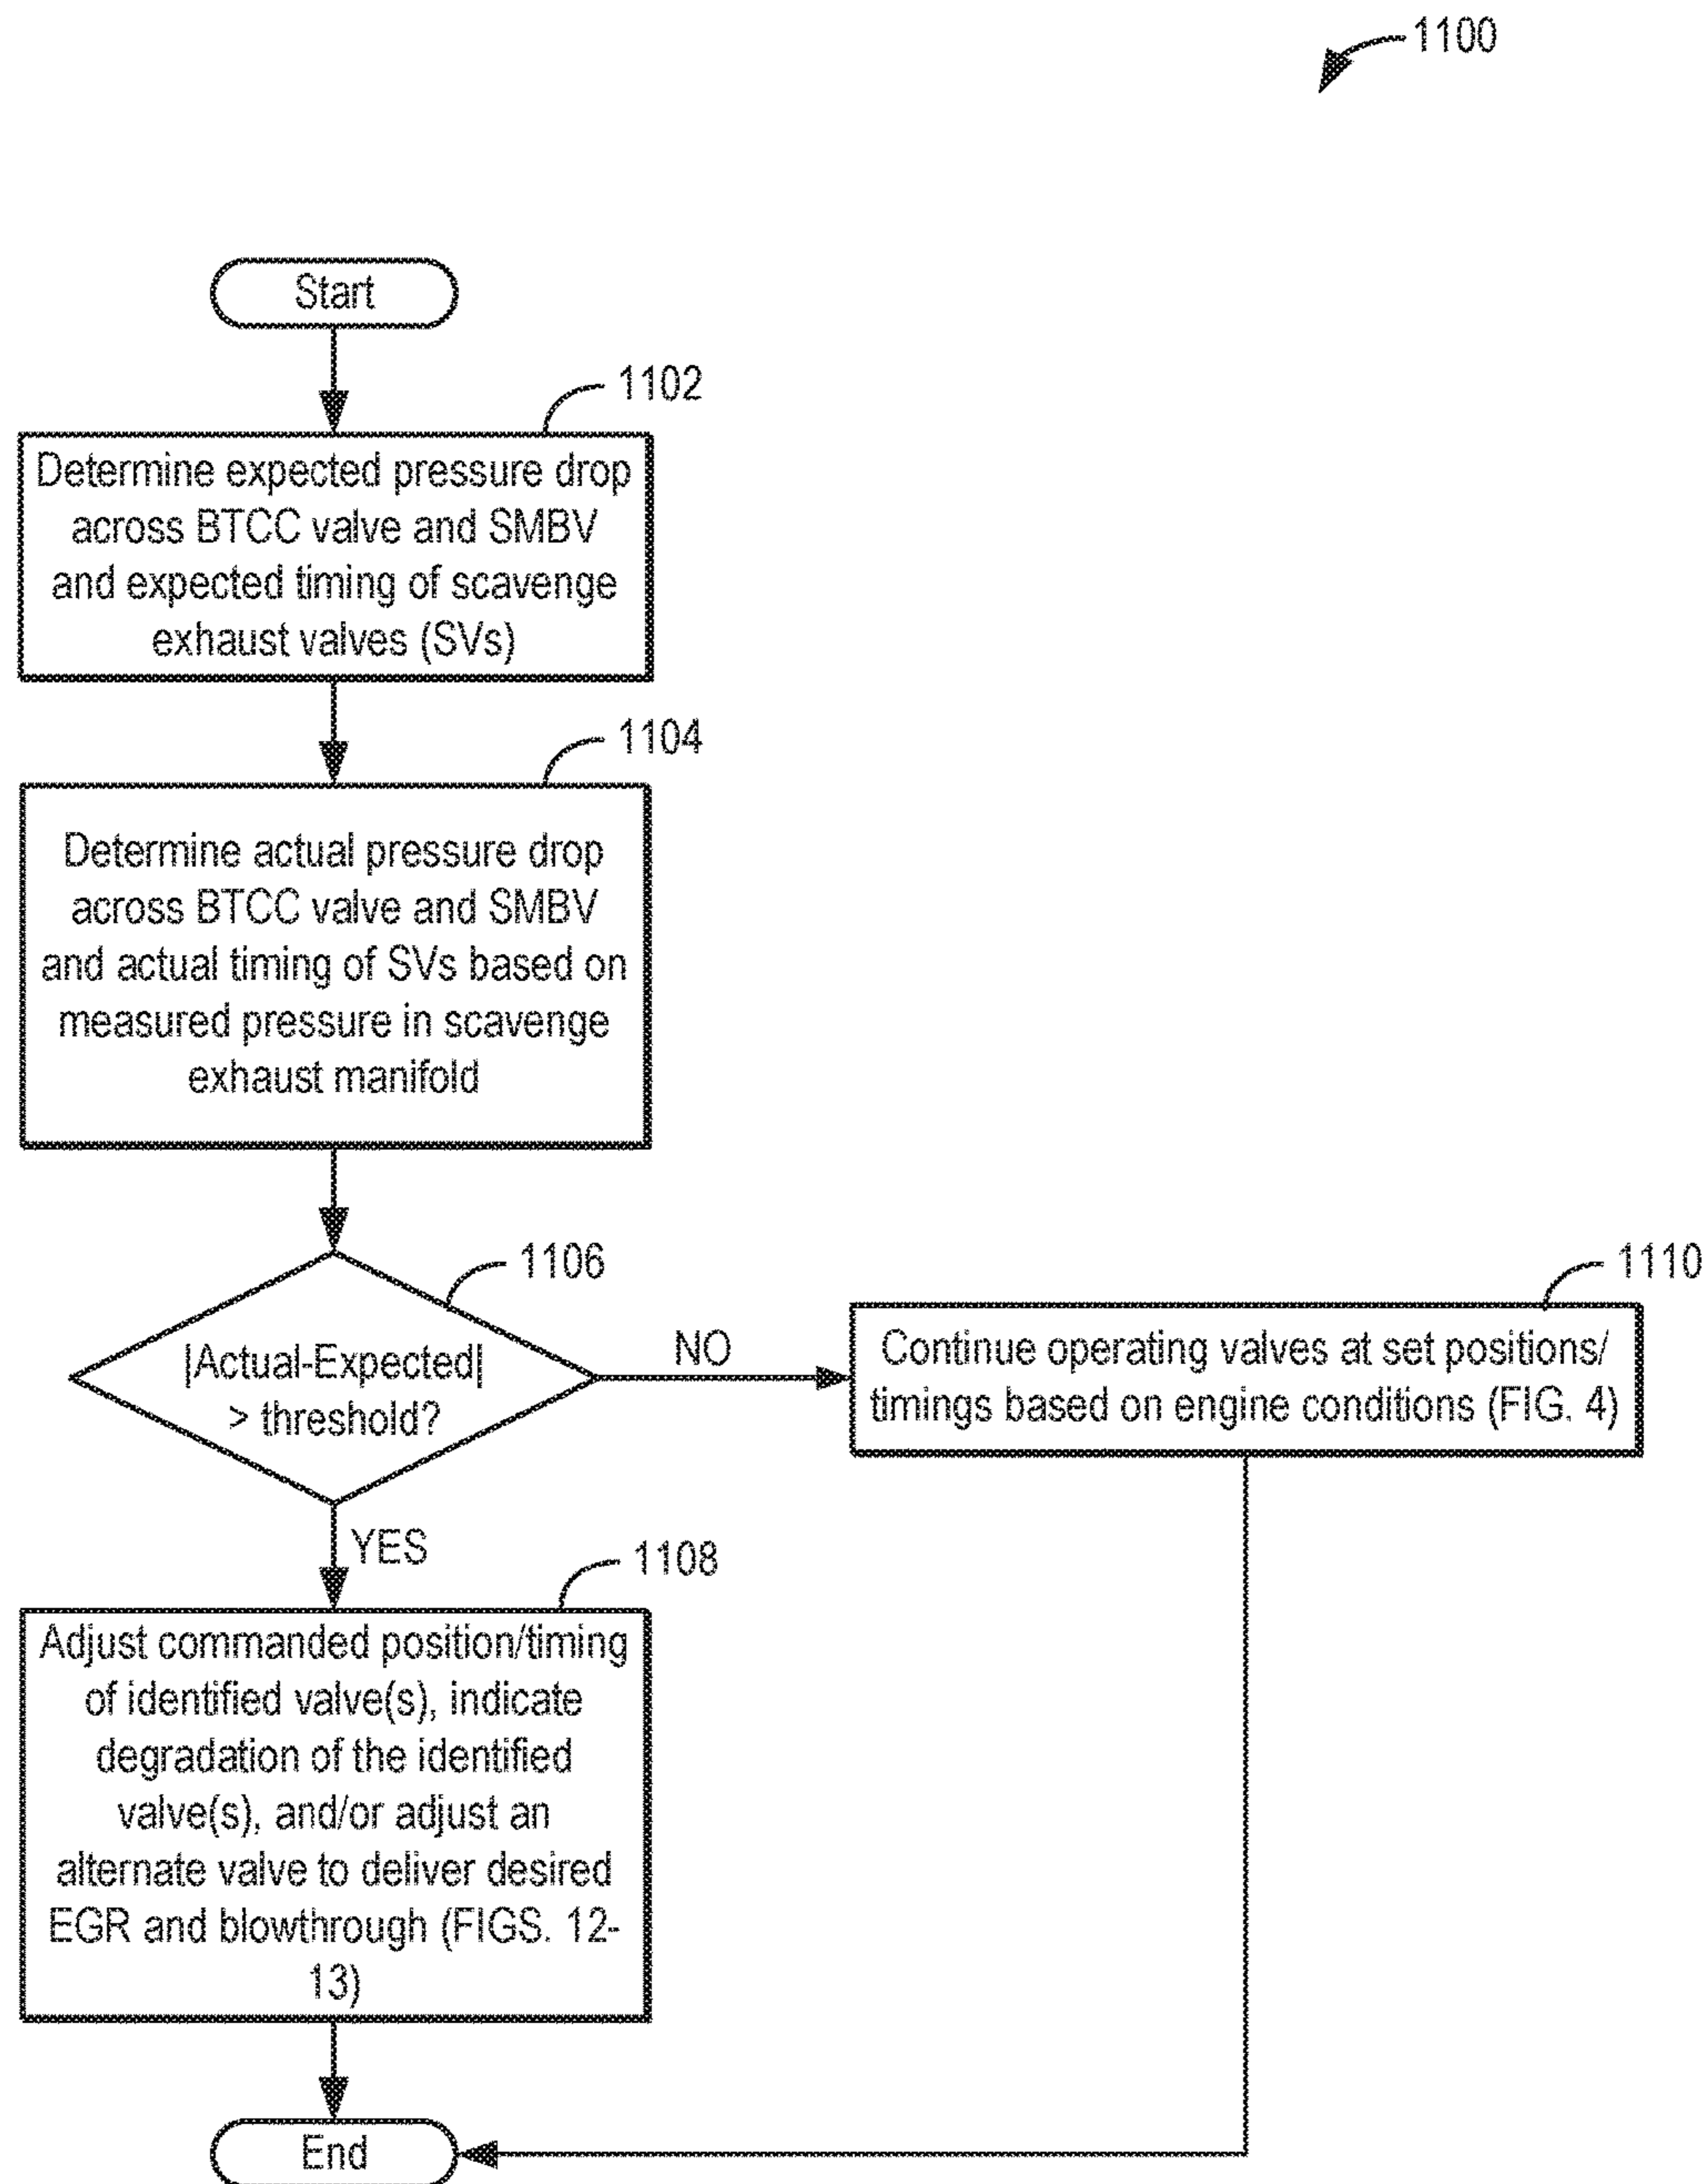 1100
Start
1102
Determine expected pressure drop
across BTCC valve and SMBV
and expected timing of scavenge
exhaust valves (SVs)
1104
Determine actual pressure drop
across BTCC valve and SMBV
and actual timing of SVs based on
measured pressure in scavenge
exhaust manifold
1106
|Actual-Expected|
> threshold?
NO
1110
Continue operating valves at set positions/
timings based on engine conditions (FIG. 4)
YES
1108
Adjust commanded position/timing
of identified valve(s), indicate
degradation of the identified
valve(s), and/or adjust an
alternate valve to deliver desired
EGR and blowthrough (FIGS. 12-
13)
End